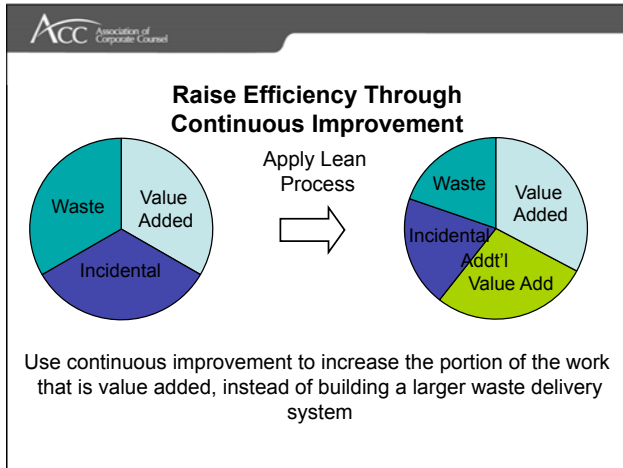 ACC Association of
Corporate Counsel
Raise Efficiency Through
Continuous Improvement
Apply Lean
Process
Waste
Value
Added
Incidental
Waste
Value
Added
Incidental
Addt'l
Value Add
Use continuous improvement to increase the portion of the work
that is value added, instead of building a larger waste delivery
system